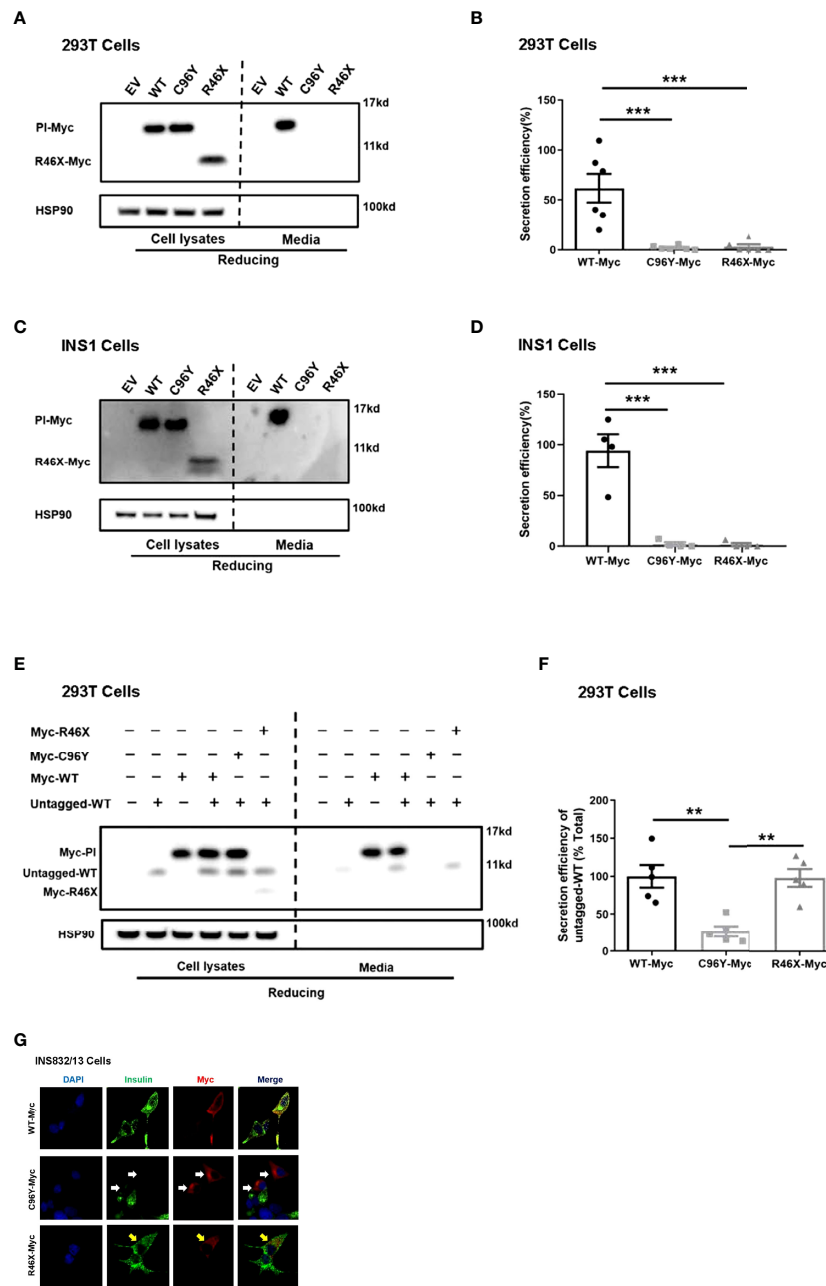 A
293T Cells
EV WT C96Y R46X EV WT C96Y R46X
17kd
PI-Myc
11kd
R46X-Myc
HSP90
100kd
Cell lysates Media
Reducing
B
293T Cells
***
***
Secretion efficiency(%)
150
100
50
0
WT-Myc C96Y-Myc R46X-Myc
C
INS1 Cells
EV WT C96Y R46X EV WT C96Y R46X
17kd
PI-Myc
11kd
R46X-Myc
HSP90
100kd
Cell lysates Media
Reducing
D
INS1 Cells
***
***
Secretion efficiency(%)
150
100
50
0
WT-Myc C96Y-Myc R46X-Myc
E
293T Cells
Myc-R46X − − − − − + − − − − − +
Myc-C96Y − − − − + − − − − − + −
Myc-WT − − + + − − − − + + − −
Untagged-WT − + − + + + − + − + + +
17kd
Myc-PI
11kd
Untagged-WT
Myc-R46X
100kd
HSP90
Cell lysates Media
Reducing
F
293T Cells
**
**
Secretion efficiency of
untagged-WT (% Total)
200
150
100
50
0
WT-Myc C96Y-Myc R46X-Myc
G
INS832/13 Cells
DAPI Insulin Myc Merge
WT-Myc
C96Y-Myc
R46X-Myc